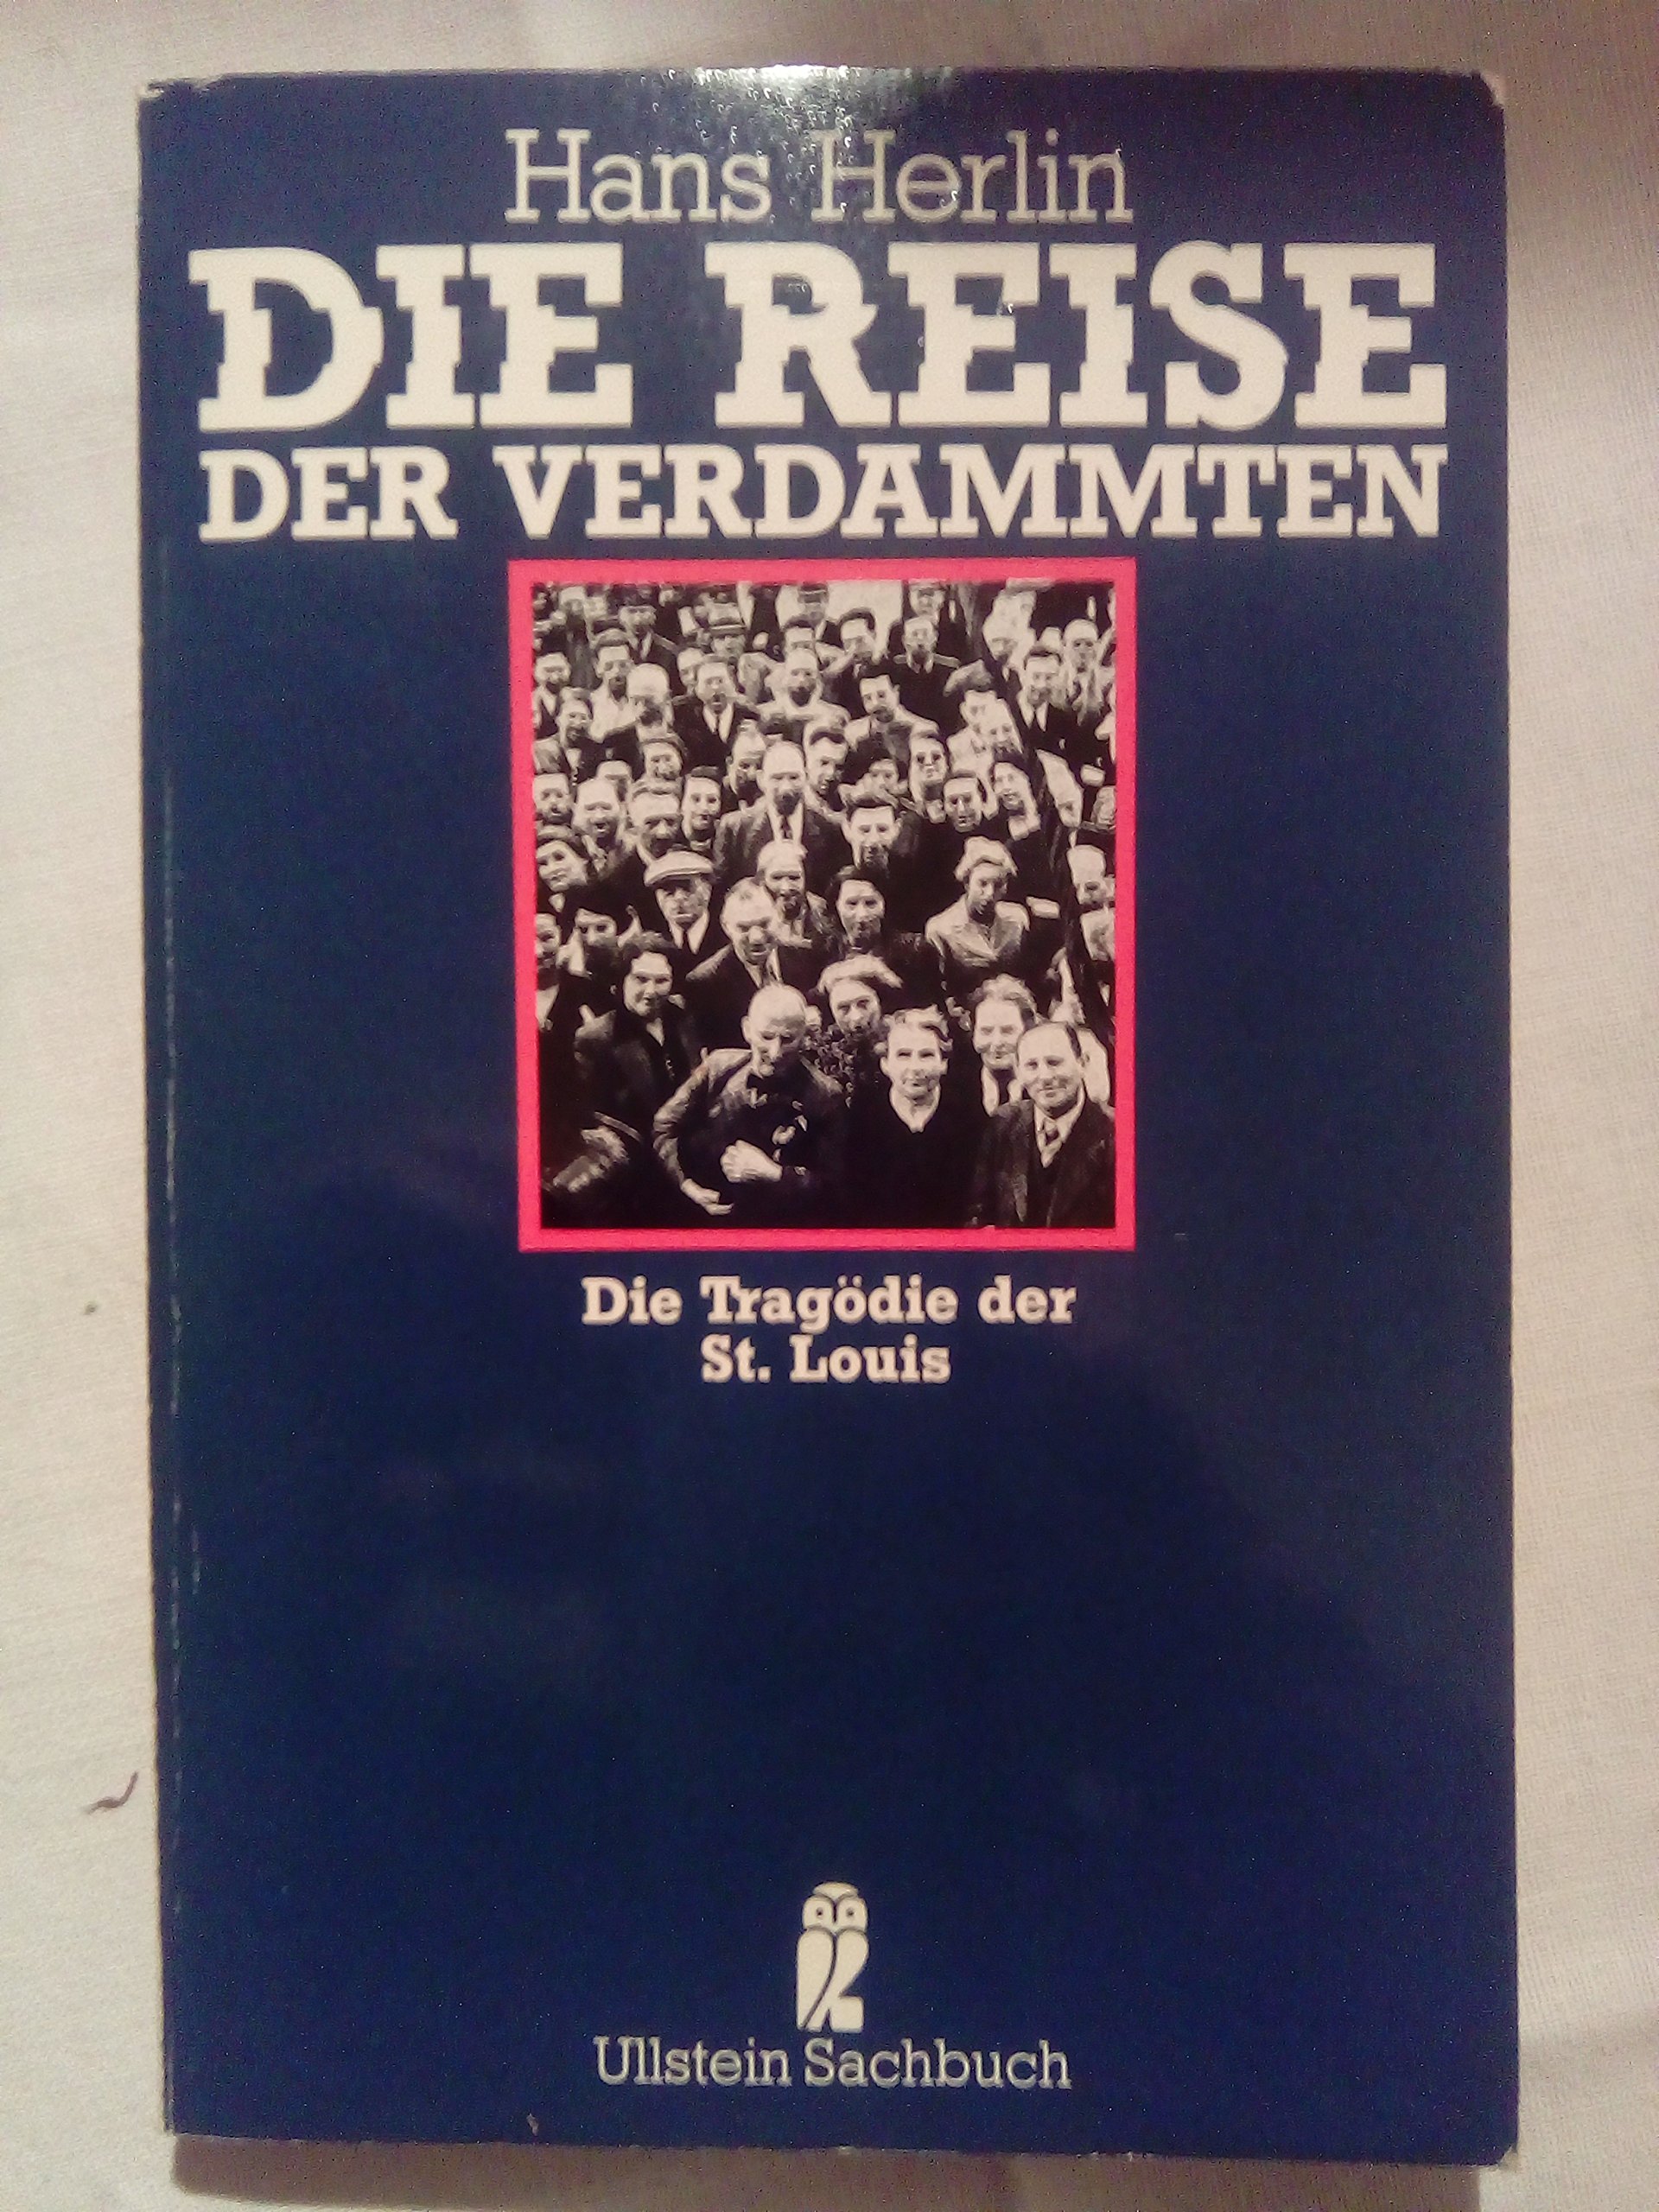 Hans Herlin
DIE REISE
DER VERDAMMTEN
Die Tragödie der
St. Louis
Ullstein Sachbuch